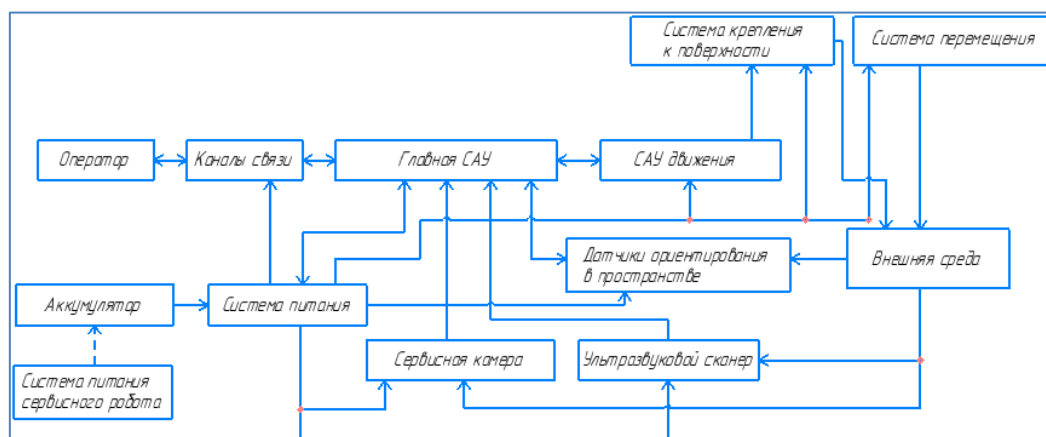 Система крепления
к поверхности
Система перемещения
Оператор
Каналы связи
Главная САУ
САУ движения
Датчики ориентирования
в пространстве
Внешняя среда
Аккумулятор
Система питания
Сервисная камера
Ультразвуковой сканер
Система питания
сервисного робота